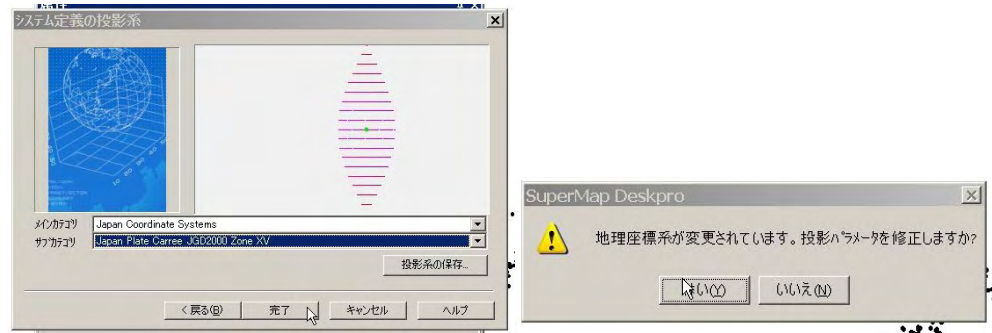 システム定義の投影系
メインカテゴリ Japan Coordinate Systems
サブカテゴリ Japan Plate Carree JGD2000 Zone XV
投影系の保存...
< 戻る(B) 完了 キャンセル ヘルプ
SuperMap Deskpro
地理座標系が変更されています。投影パラメータを修正しますか?
はい(Y) いいえ(N)